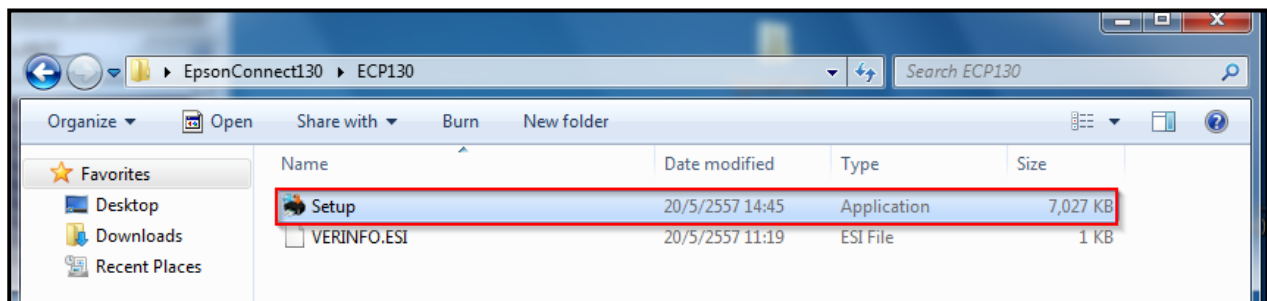 EpsonConnect130 ▸ ECP130 Search ECP130
Organize Open Share with Burn New folder
Name Date modified Type Size
Favorites
Desktop
Downloads
Recent Places
Setup 20/5/2557 14:45 Application 7,027 KB
VERINFO.ESI 20/5/2557 11:19 ESI File 1 KB